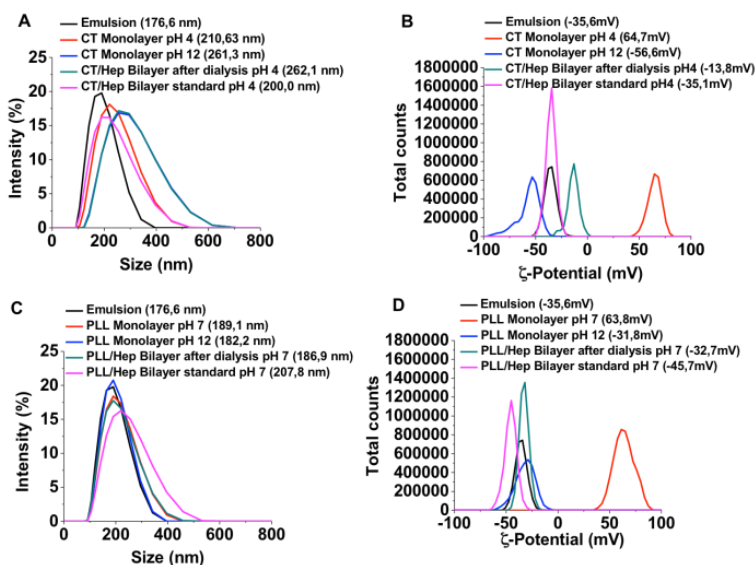 A
Emulsion (176,6 nm)
CT Monolayer pH 4 (210,63 nm)
CT Monolayer pH 12 (261,3 nm)
CT/Hep Bilayer after dialysis pH 4 (262,1 nm)
CT/Hep Bilayer standard pH 4 (200,0 nm)
25
20
15
10
5
0
Intensity (%)
0 200 400 600 800
Size (nm)
B
Emulsion (-35,6mV)
CT Monolayer pH 4 (64,7mV)
CT Monolayer pH 12 (-56,6mV)
CT/Hep Bilayer after dialysis pH4 (-13,8mV)
CT/Hep Bilayer standard pH4 (-35,1mV)
1800000
1600000
1400000
1200000
1000000
800000
600000
400000
200000
0
Total counts
-100 -50 0 50 100
ζ-Potential (mV)
C
Emulsion (176,6 nm)
PLL Monolayer pH 7 (189,1 nm)
PLL Monolayer pH 12 (182,2 nm)
PLL/Hep Bilayer after dialysis pH 7 (186,9 nm)
PLL/Hep Bilayer standard pH 7 (207,8 nm)
25
20
15
10
5
0
Intensity (%)
0 200 400 600 800
Size (nm)
D
Emulsion (-35,6mV)
PLL Monolayer pH 7 (63,8mV)
PLL Monolayer pH 12 (-31,8mV)
PLL/Hep Bilayer after dialysis pH 7 (-32,7mV)
PLL/Hep Bilayer standard pH 7 (-45,7mV)
1800000
1600000
1400000
1200000
1000000
800000
600000
400000
200000
0
Total counts
-100 -50 0 50 100
ζ-Potential (mV)